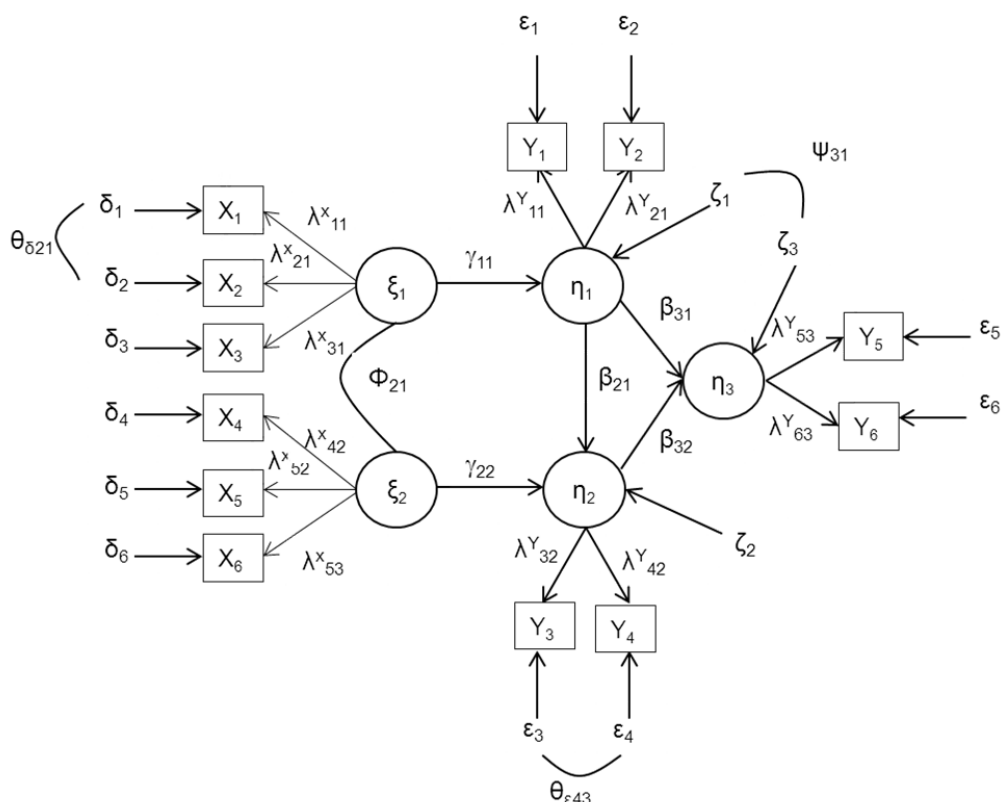 ε₁
ε₂
Y₁
Y₂
Ψ₃₁
λʸ₁₁
λʸ₂₁
ζ₁
δ₁
X₁
λˣ₁₁
θδ₂₁
λˣ₂₁
ζ₃
δ₂
X₂
ξ₁
γ₁₁
η₁
δ₃
X₃
λˣ₃₁
β₃₁
λʸ₅₃
Y₅
ε₅
Φ₂₁
β₂₁
η₃
δ₄
X₄
λˣ₄₂
β₃₂
λʸ₆₃
Y₆
ε₆
λˣ₅₂
δ₅
X₅
ξ₂
γ₂₂
η₂
δ₆
X₆
λˣ₅₃
ζ₂
λʸ₃₂
λʸ₄₂
Y₃
Y₄
ε₃
ε₄
θε₄₃